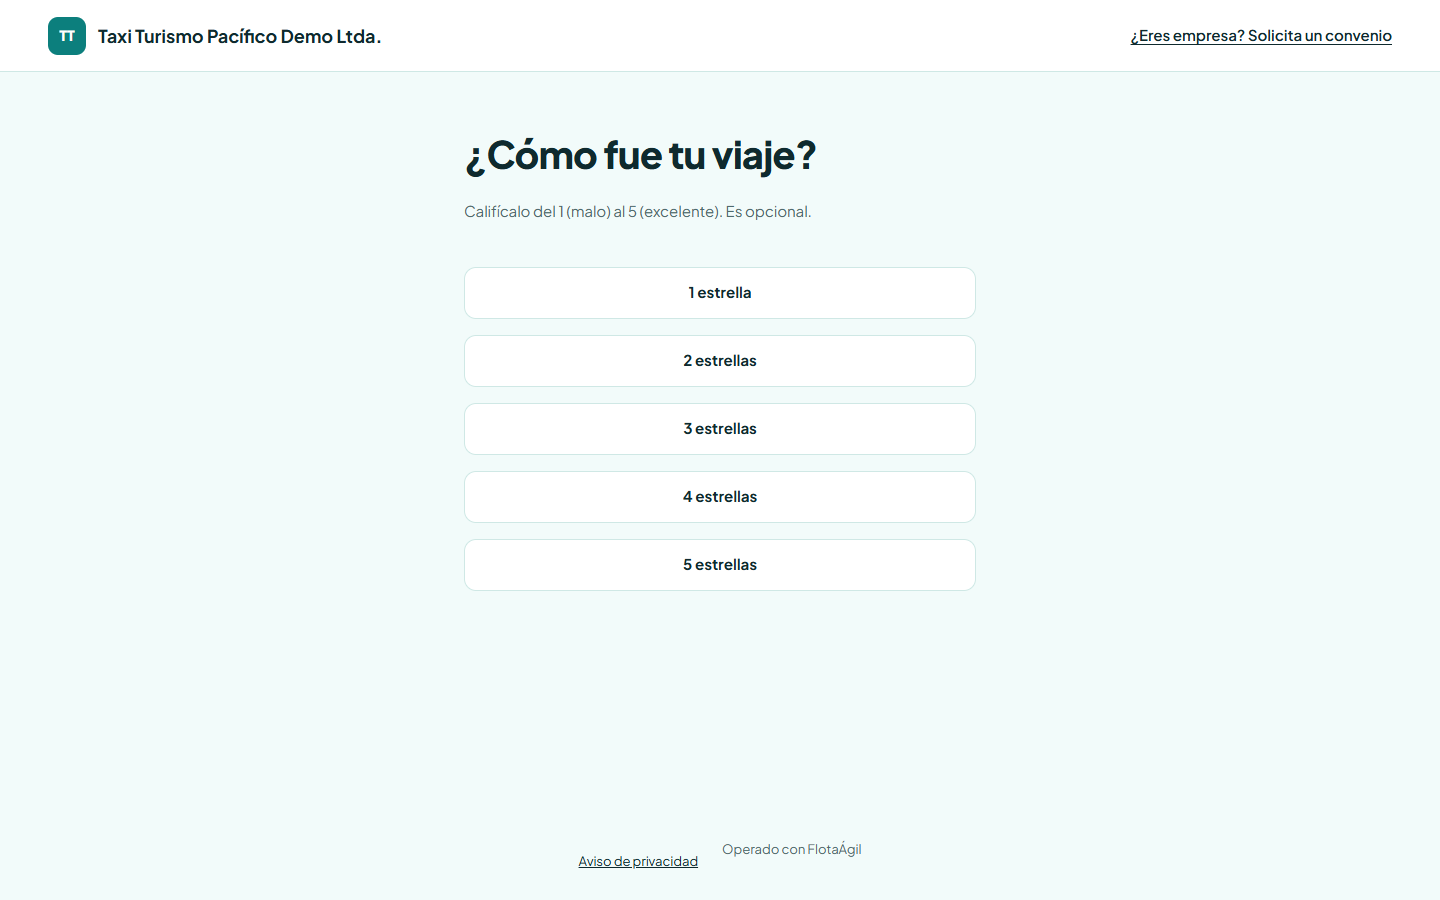 TT
Taxi Turismo Pacífico Demo Ltda.
¿Eres empresa? Solicita un convenio
¿Cómo fue tu viaje?
Califícalo del 1 (malo) al 5 (excelente). Es opcional.
1 estrella
2 estrellas
3 estrellas
4 estrellas
5 estrellas
Aviso de privacidad
Operado con FlotaÁgil